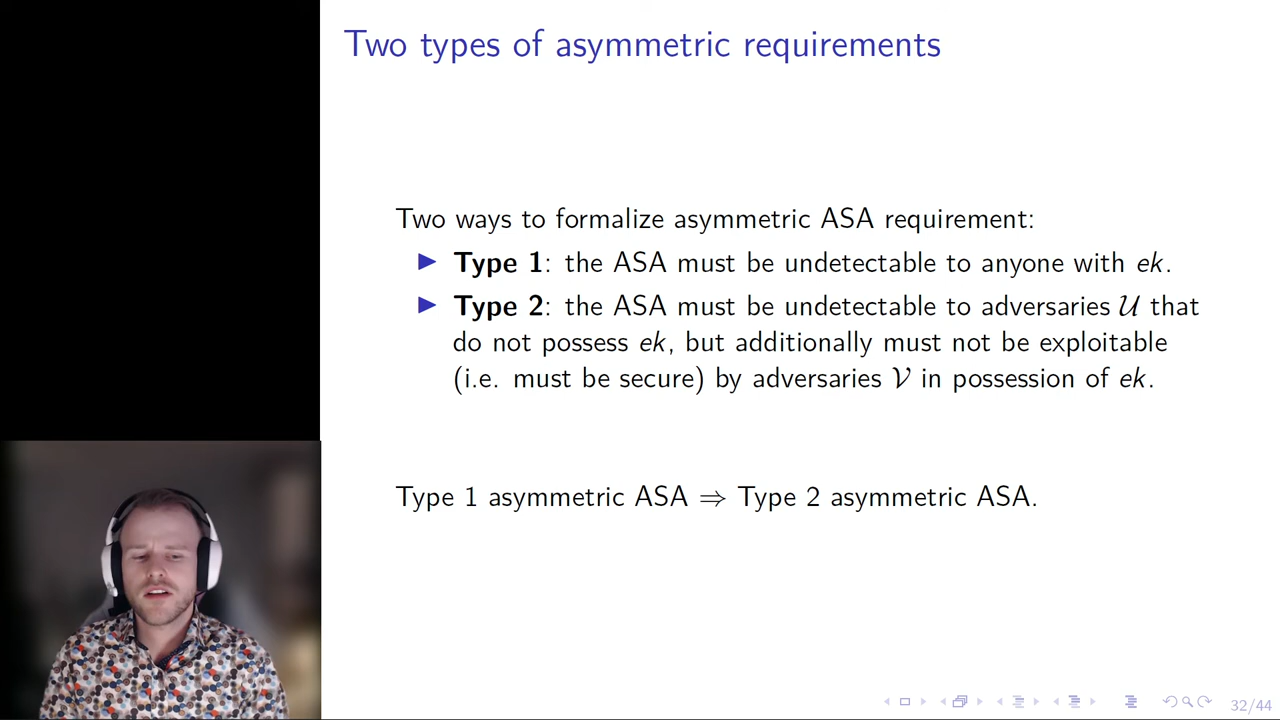 Two types of asymmetric requirements
Two ways to formalize asymmetric ASA requirement:
▶ Type 1: the ASA must be undetectable to anyone with ek.
▶ Type 2: the ASA must be undetectable to adversaries 𝒰 that
do not possess ek, but additionally must not be exploitable
(i.e. must be secure) by adversaries 𝒱 in possession of ek.
Type 1 asymmetric ASA ⇒ Type 2 asymmetric ASA.
32/44